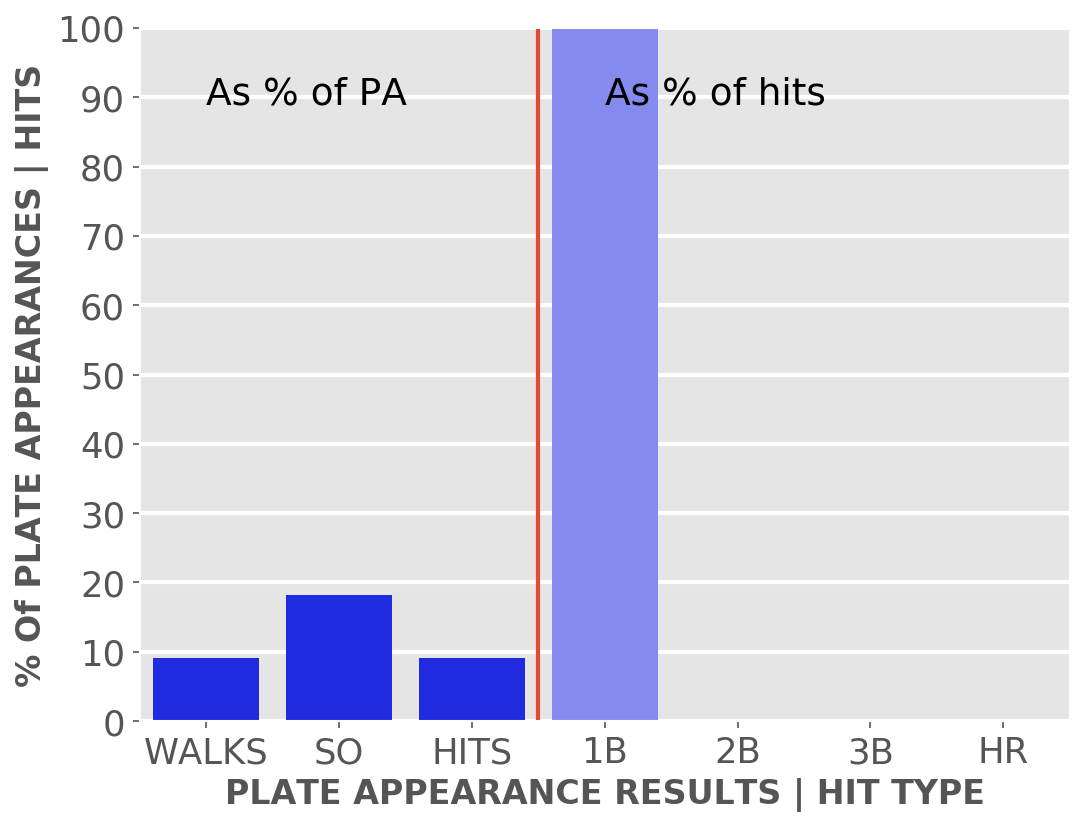 % Of PLATE APPEARANCES | HITS
100
90
80
70
60
50
40
30
20
10
0
As % of PA
As % of hits
WALKS SO HITS 1B 2B 3B HR
PLATE APPEARANCE RESULTS | HIT TYPE